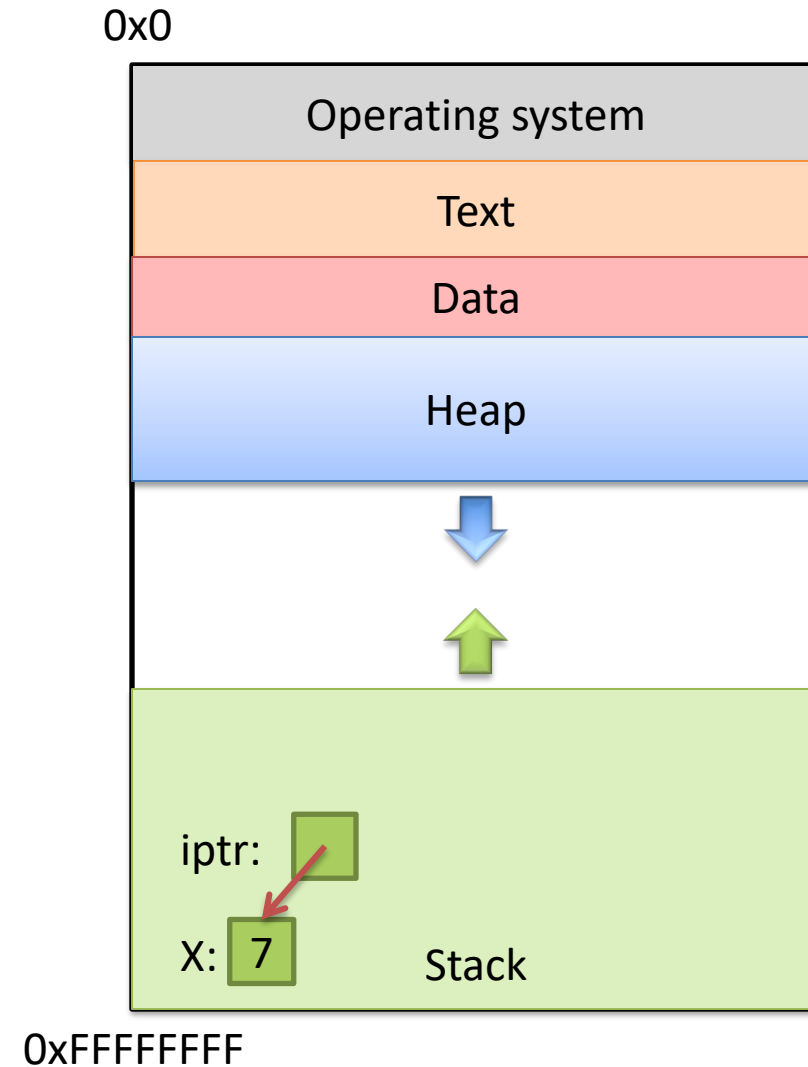 0x0
Operating system
Text
Data
Heap
iptr:
X: 7
Stack
0xFFFFFFFF